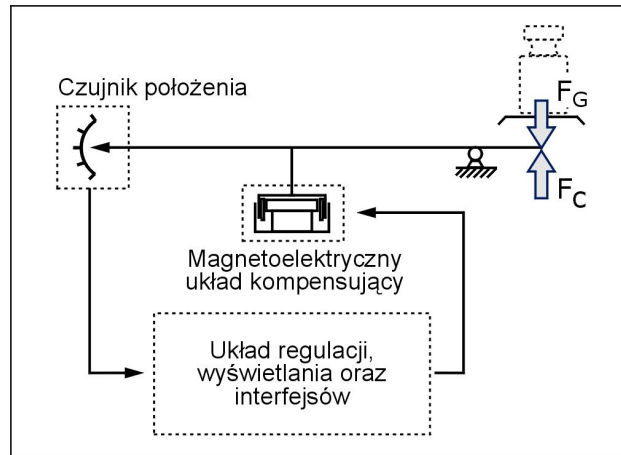 Czujnik położenia
F_G
F_C
Magnetoelektryczny
układ kompensujący
Układ regulacji,
wyświetlania oraz
interfejsów